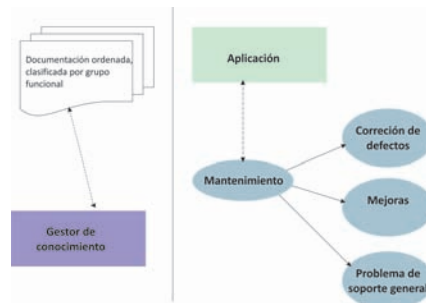 Documentación ordenada,
clasificada por grupo
funcional
Gestor de
conocimiento
Aplicación
Mantenimiento
Correción de
defectos
Mejoras
Problema de
soporte general